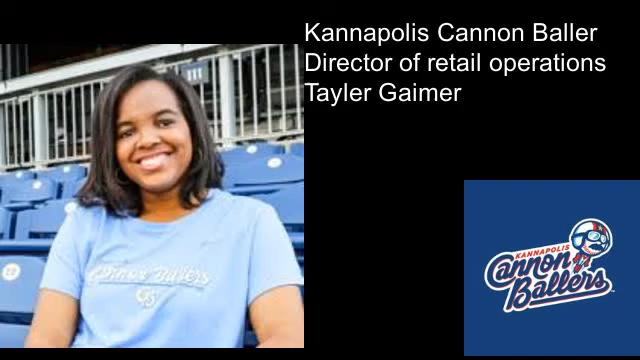 Kannapolis Cannon Baller
Director of retail operations
Tayler Gaimer
Cannon Ballers
KANNAPOLIS
Cannon
Ballers